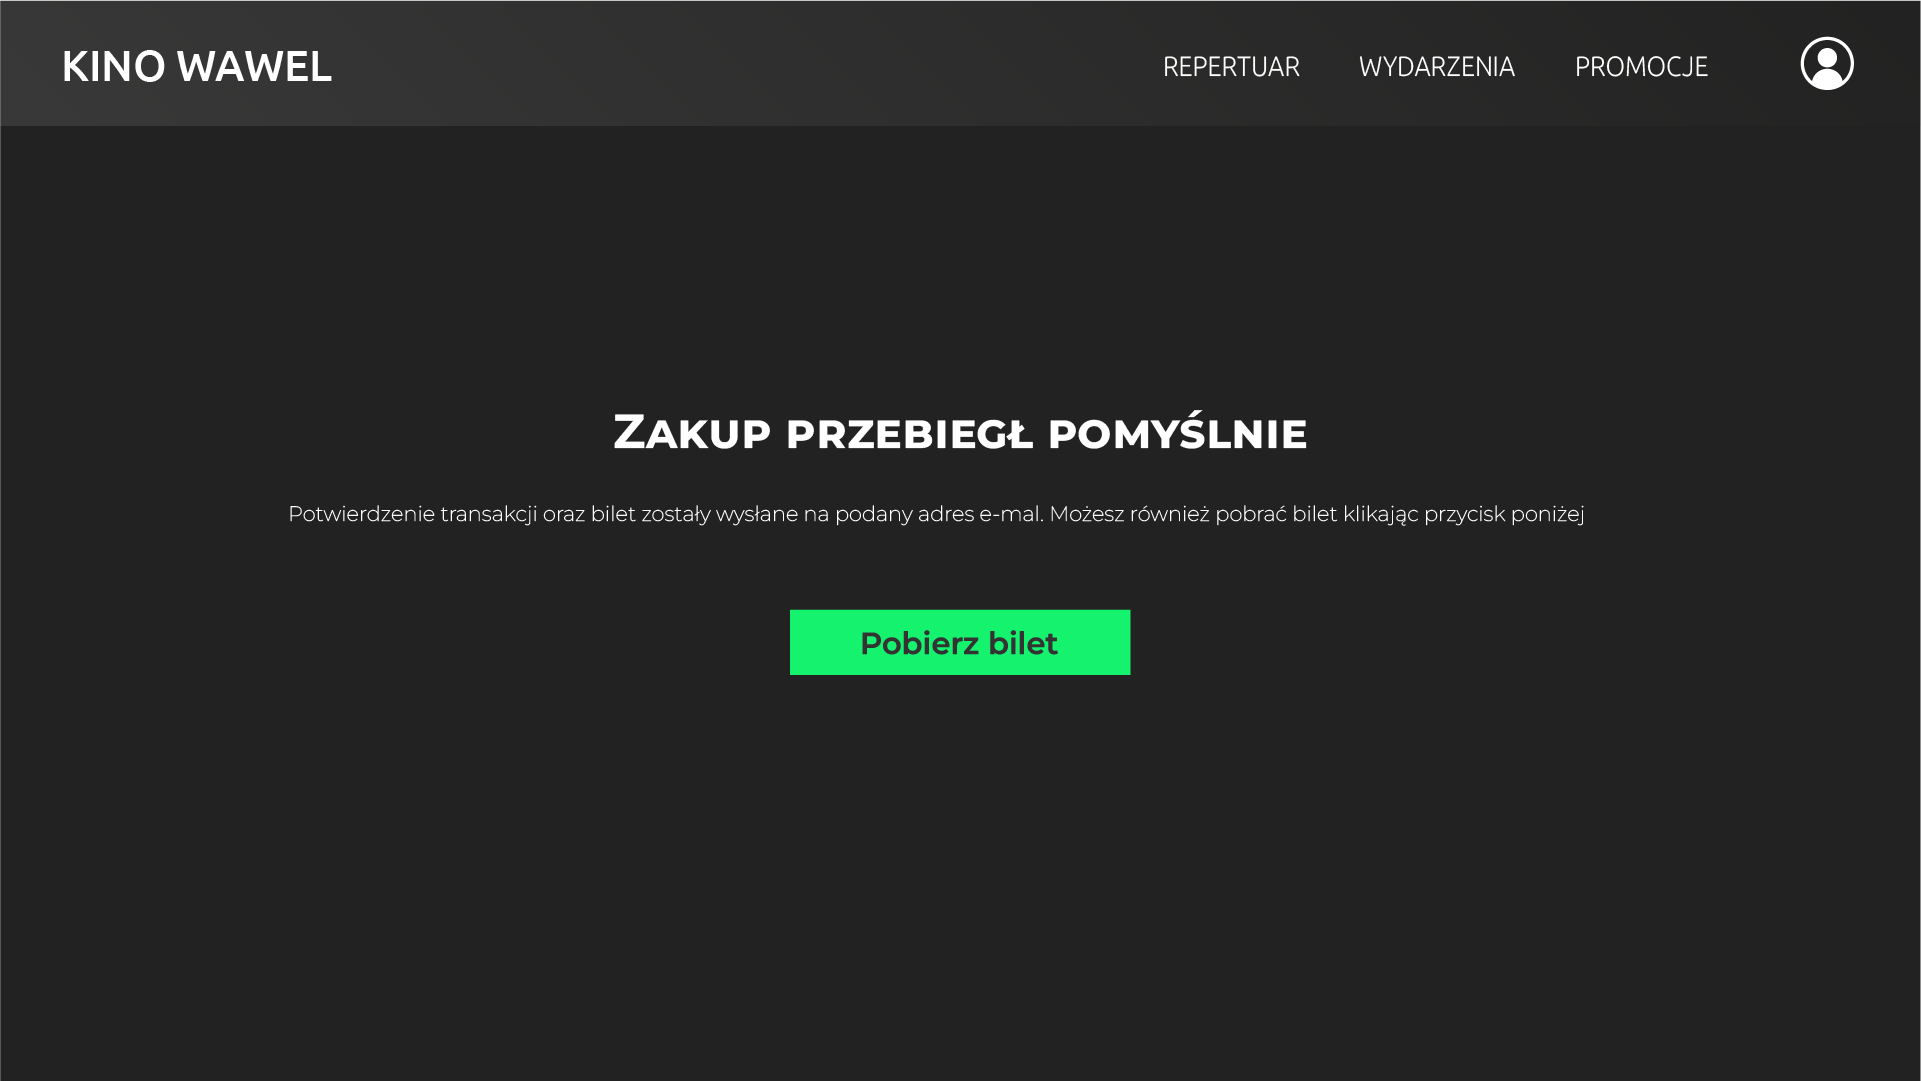 KINO WAWEL
REPERTUAR WYDARZENIA PROMOCJE
Zakup przebiegł pomyślnie
Potwierdzenie transakcji oraz bilet zostały wysłane na podany adres e-mal. Możesz również pobrać bilet klikając przycisk poniżej
Pobierz bilet